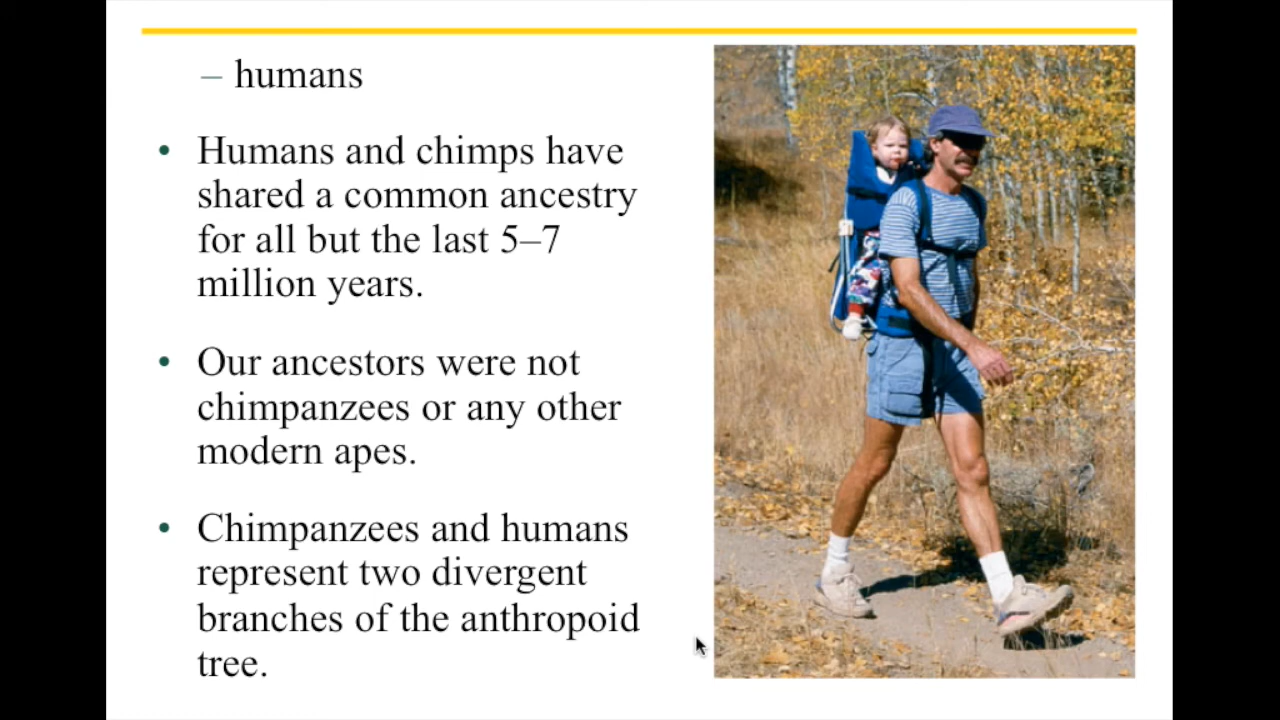 – humans
• Humans and chimps have
shared a common ancestry
for all but the last 5–7
million years.
• Our ancestors were not
chimpanzees or any other
modern apes.
• Chimpanzees and humans
represent two divergent
branches of the anthropoid
tree.